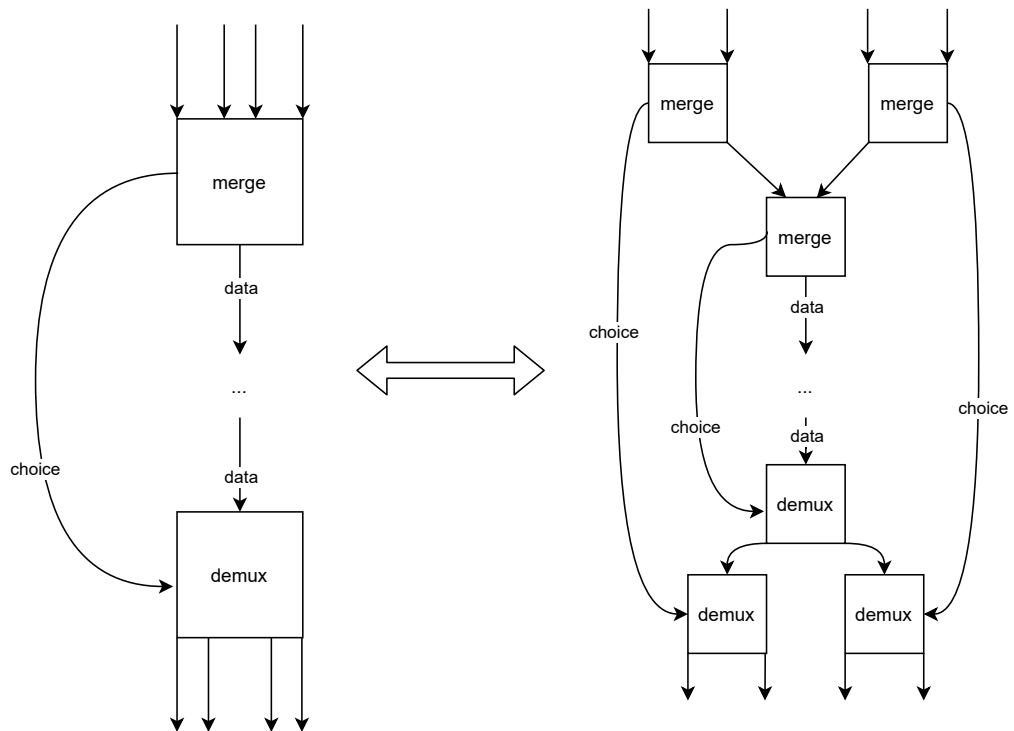 merge
data
...
choice
data
demux
merge
merge
merge
data
choice
...
choice
choice
data
demux
demux
demux